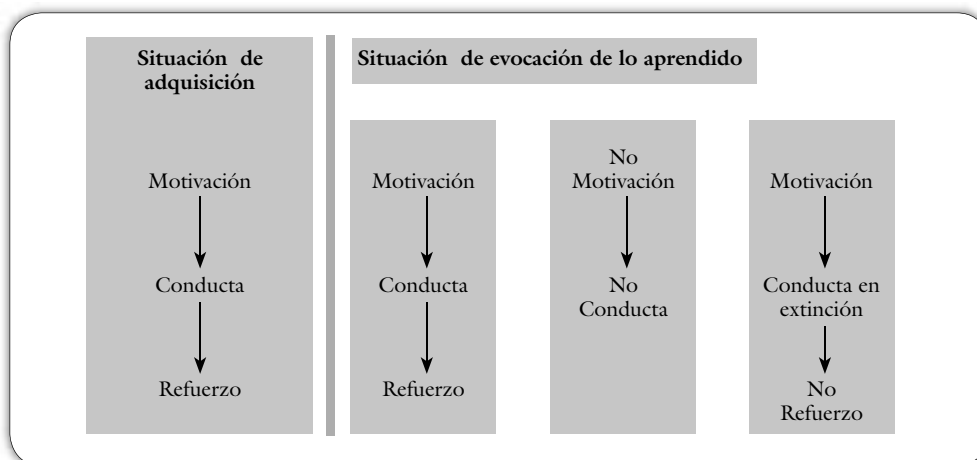 Situación de
adquisición
Motivación
Conducta
Refuerzo
Situación de evocación de lo aprendido
Motivación
Conducta
Refuerzo
No
Motivación
No
Conducta
Motivación
Conducta en
extinción
No
Refuerzo